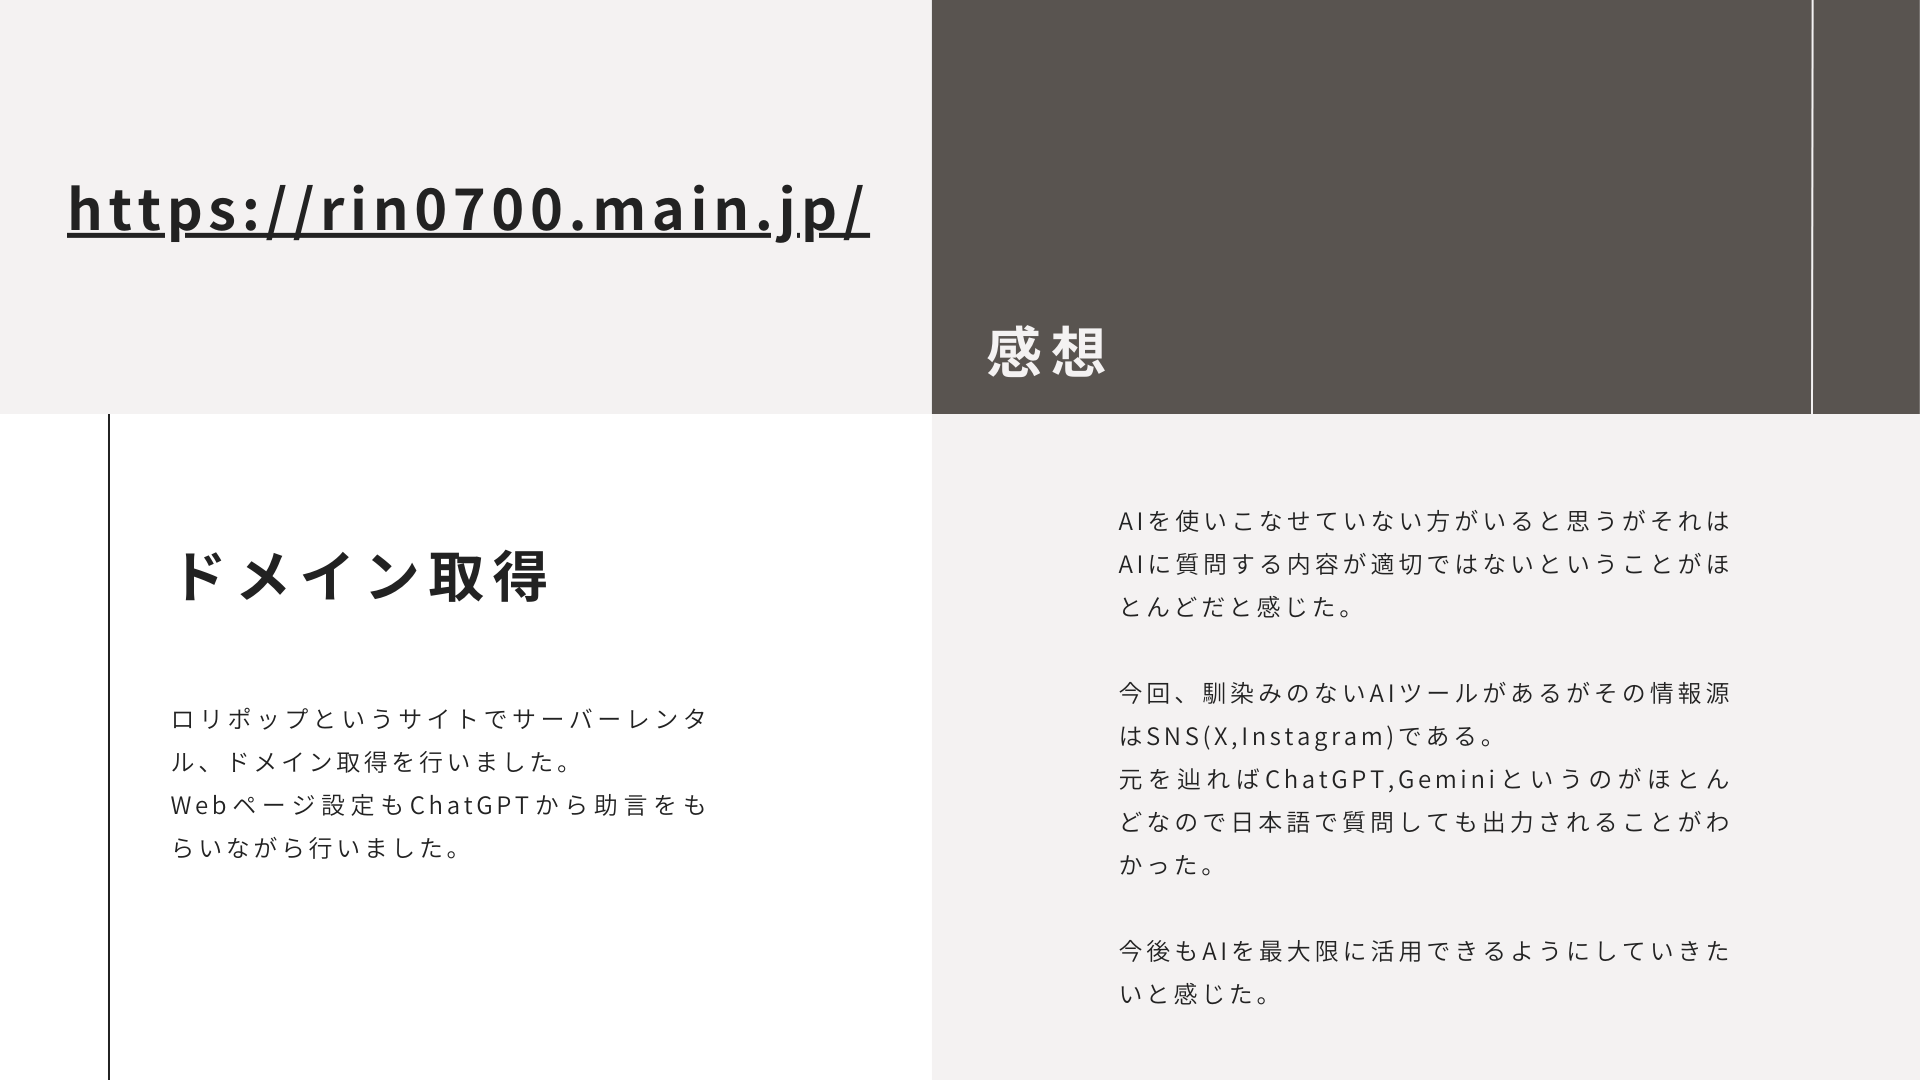 https://rin0700.main.jp/
ドメイン取得
ロリポップというサイトでサーバーレンタ
ル、ドメイン取得を行いました。
Webページ設定もChatGPTから助言をも
らいながら行いました。
感想
AIを使いこなせていない方がいると思うがそれは
AIに質問する内容が適切ではないということがほ
とんどだと感じた。
今回、馴染みのないAIツールがあるがその情報源
はSNS(X,Instagram)である。
元を辿ればChatGPT,Geminiというのがほとん
どなので日本語で質問しても出力されることがわ
かった。
今後もAIを最大限に活用できるようにしていきた
いと感じた。